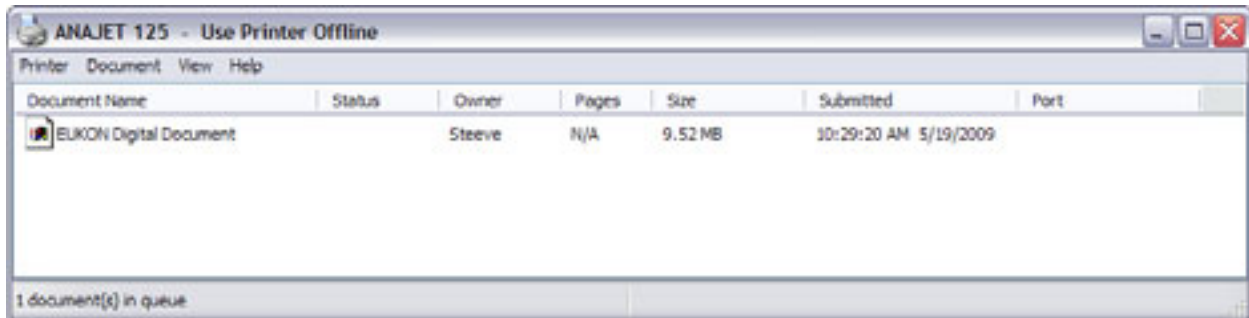 ANAJET 125 - Use Printer Offline
Printer Document View Help
Document Name Status Owner Pages Size Submitted Port
EUKON Digital Document Steeve N/A 9.52 MB 10:29:20 AM 5/19/2009
1 document(s) in queue